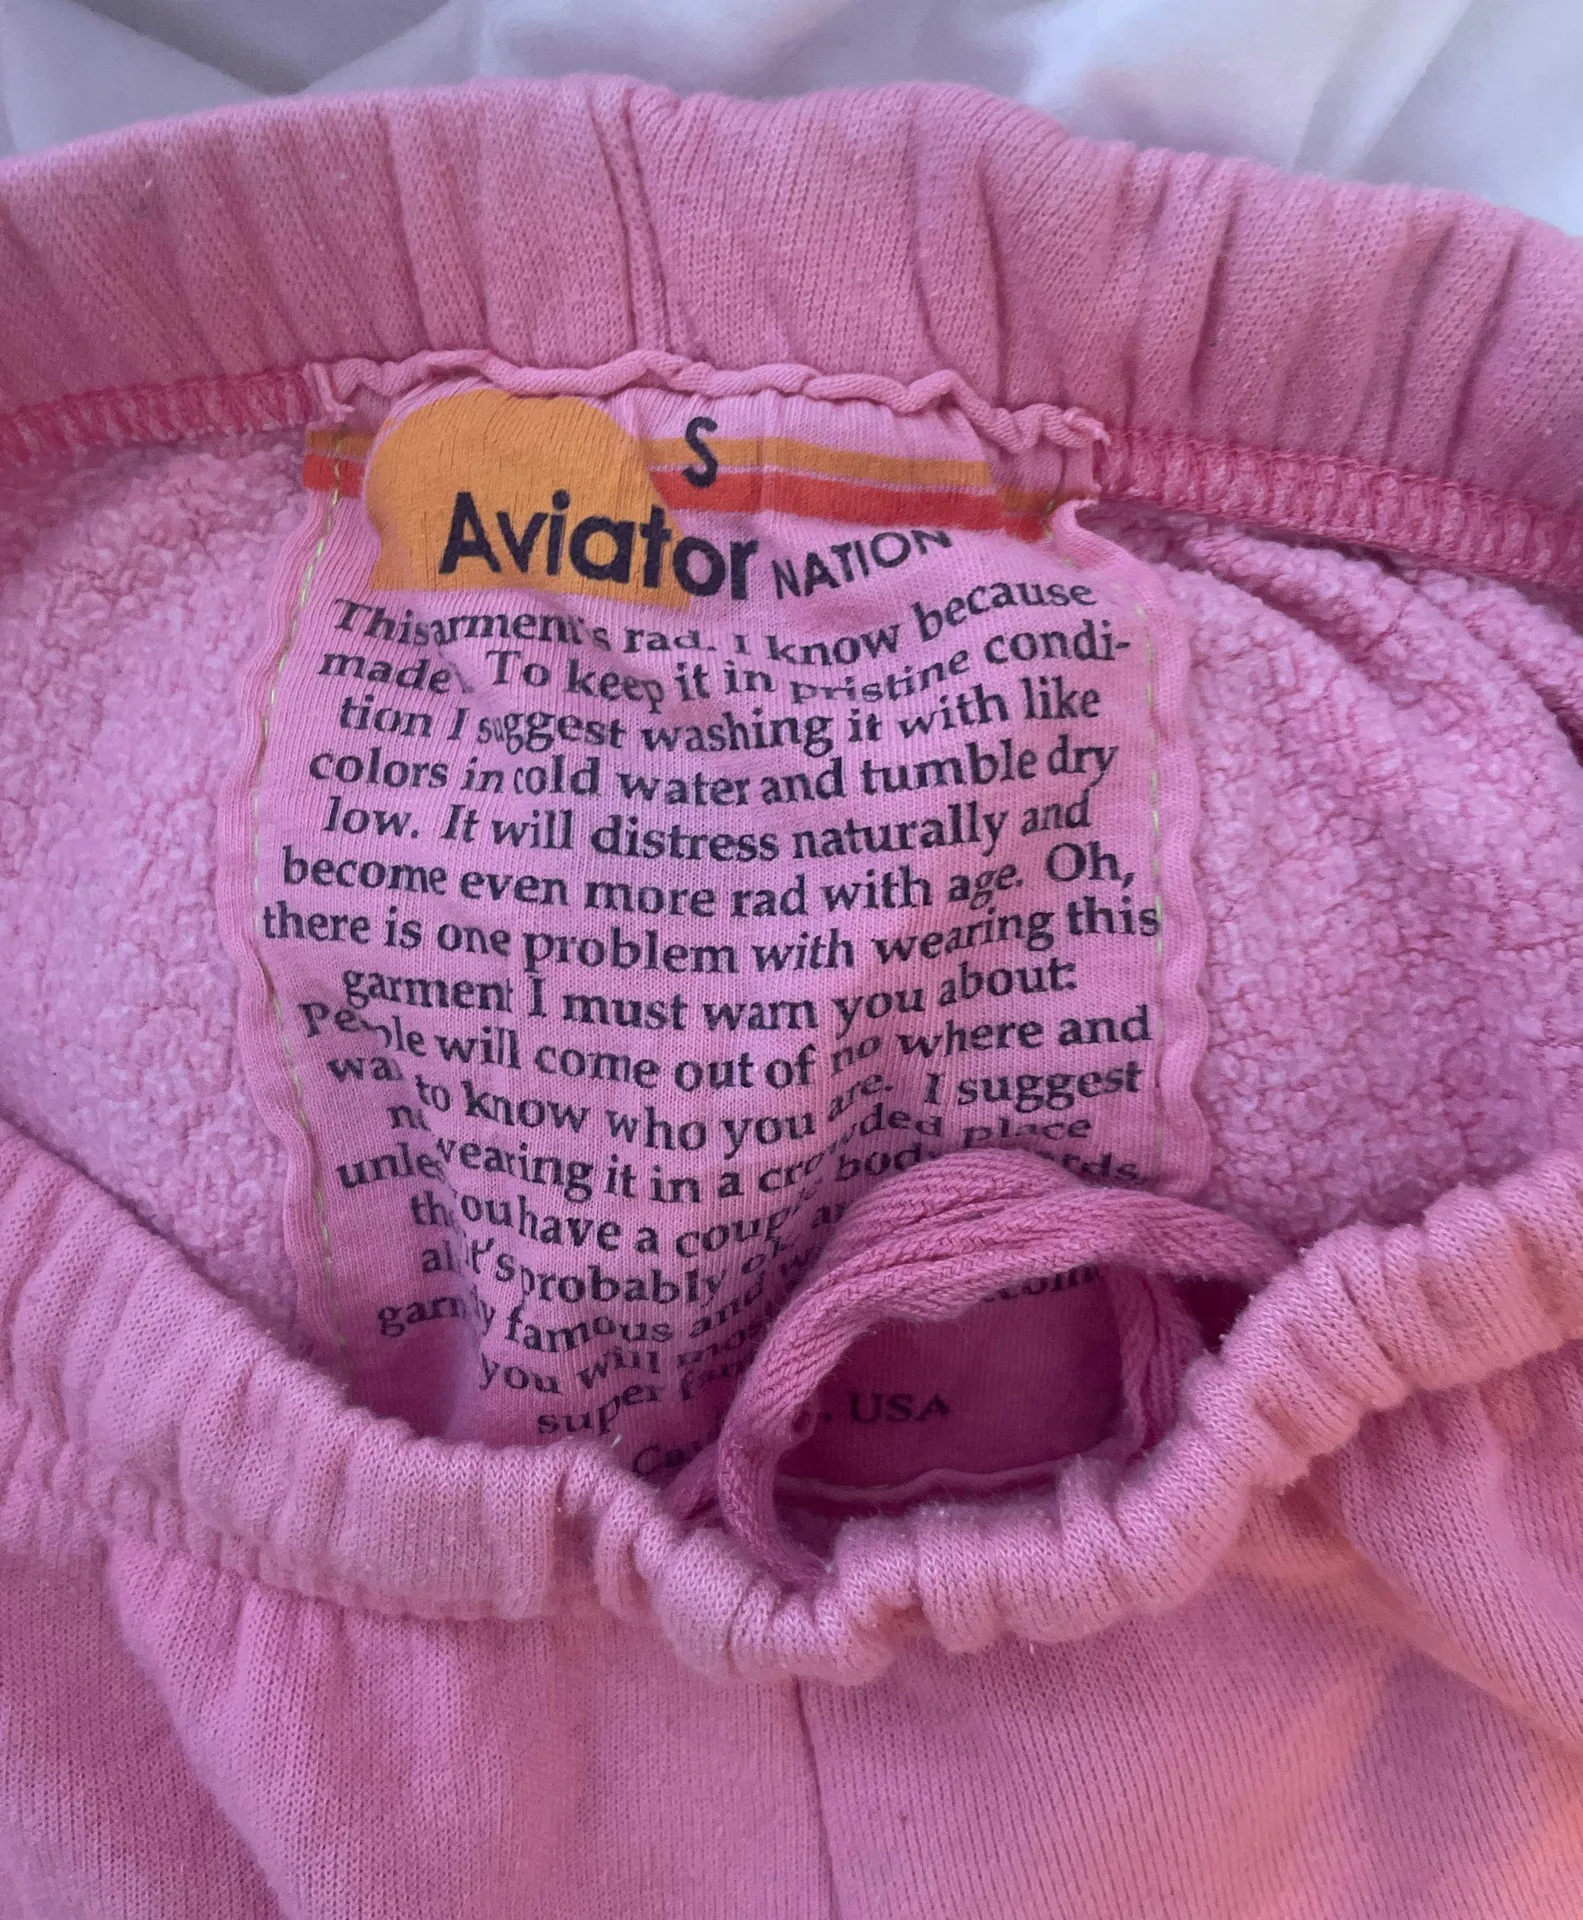 S
Aviator NATION
rad. I know because
made To keep it in pristine condi-
tion I suggest washing it with like
colors in cold water and tumble dry
low. It will distress naturally and
become even more rad with age. Oh,
there is one problem with wearing this
garment I must warn you about:
People will come out of no where and
to know who you are. I suggest
wearing it in a place
have a
probably
famous and
you will
super
USA